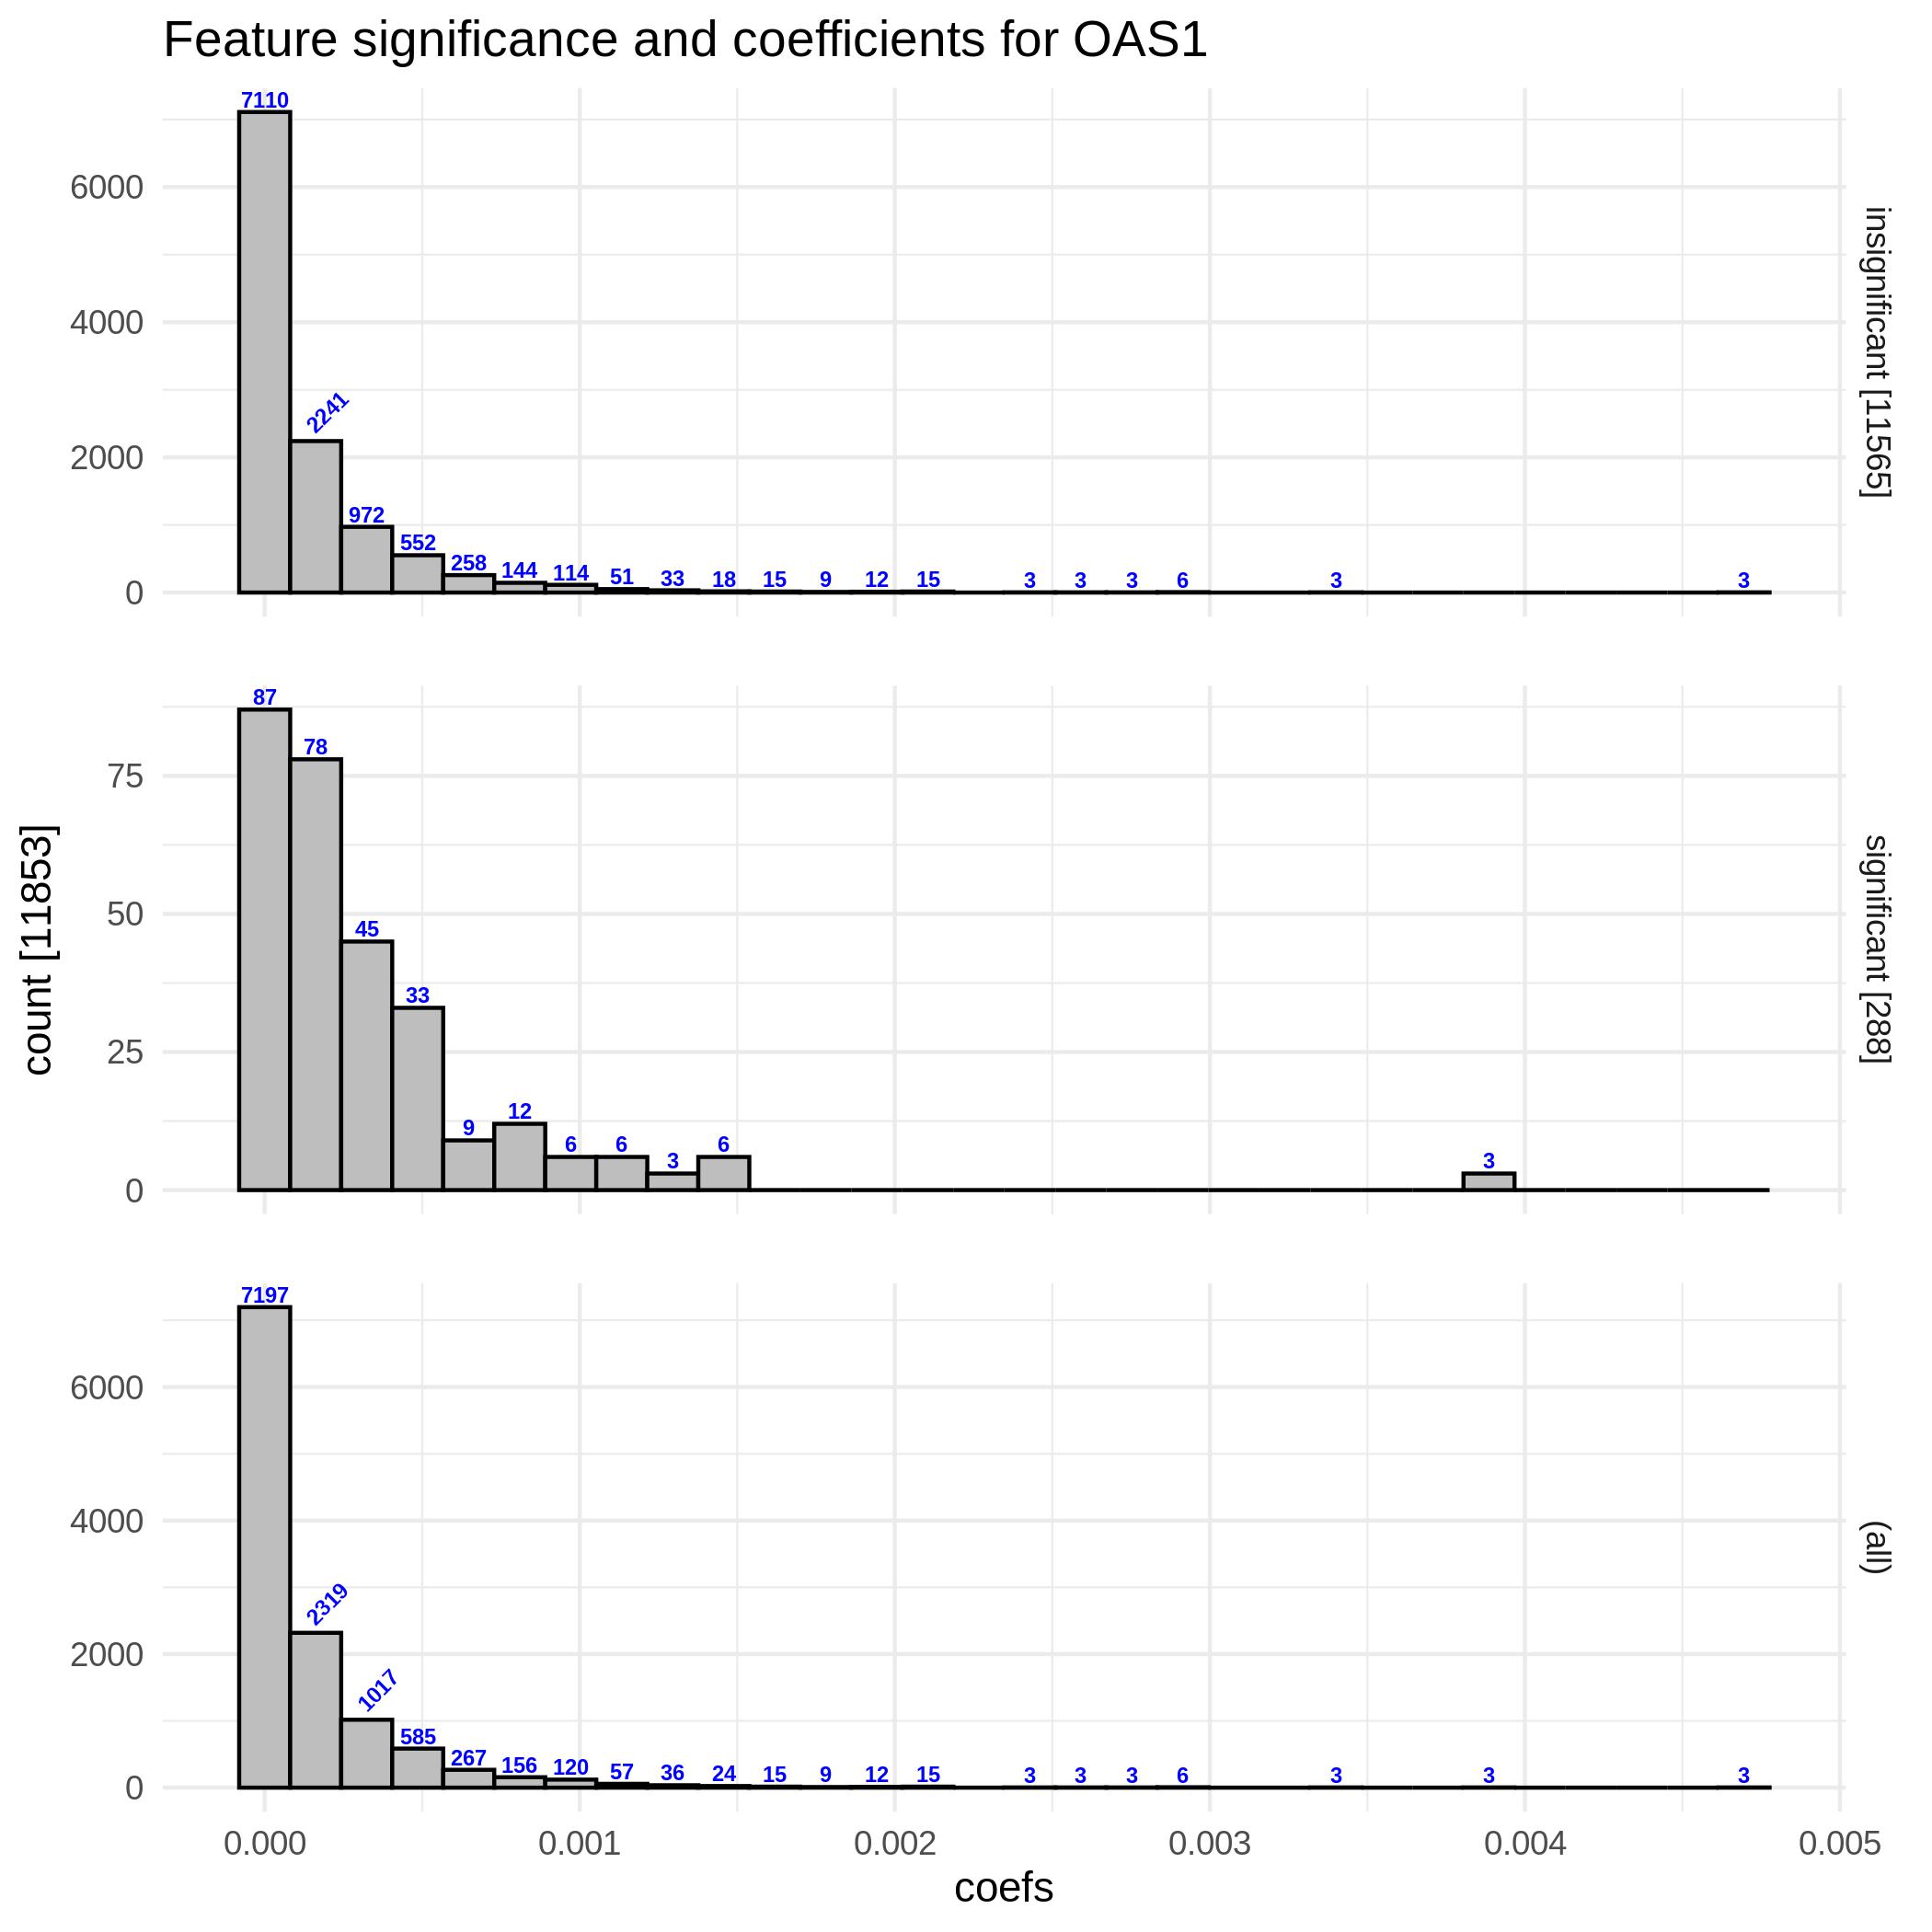 Feature significance and coefficients for OAS1
7110
6000
insignificant [11565]
4000
2241
2000
972
552
258 144 114 51 33 18 15 9 12 15 3 3 3 6 3 3
0
87
78
75
count [11853]
significant [288]
50
45
33
25
9 12 6 6 3 6 3
0
7197
6000
4000
(all)
2319
2000
1017
585
267 156 120 57 36 24 15 9 12 15 3 3 3 6 3 3 3
0
0.000 0.001 0.002 0.003 0.004 0.005
coefs